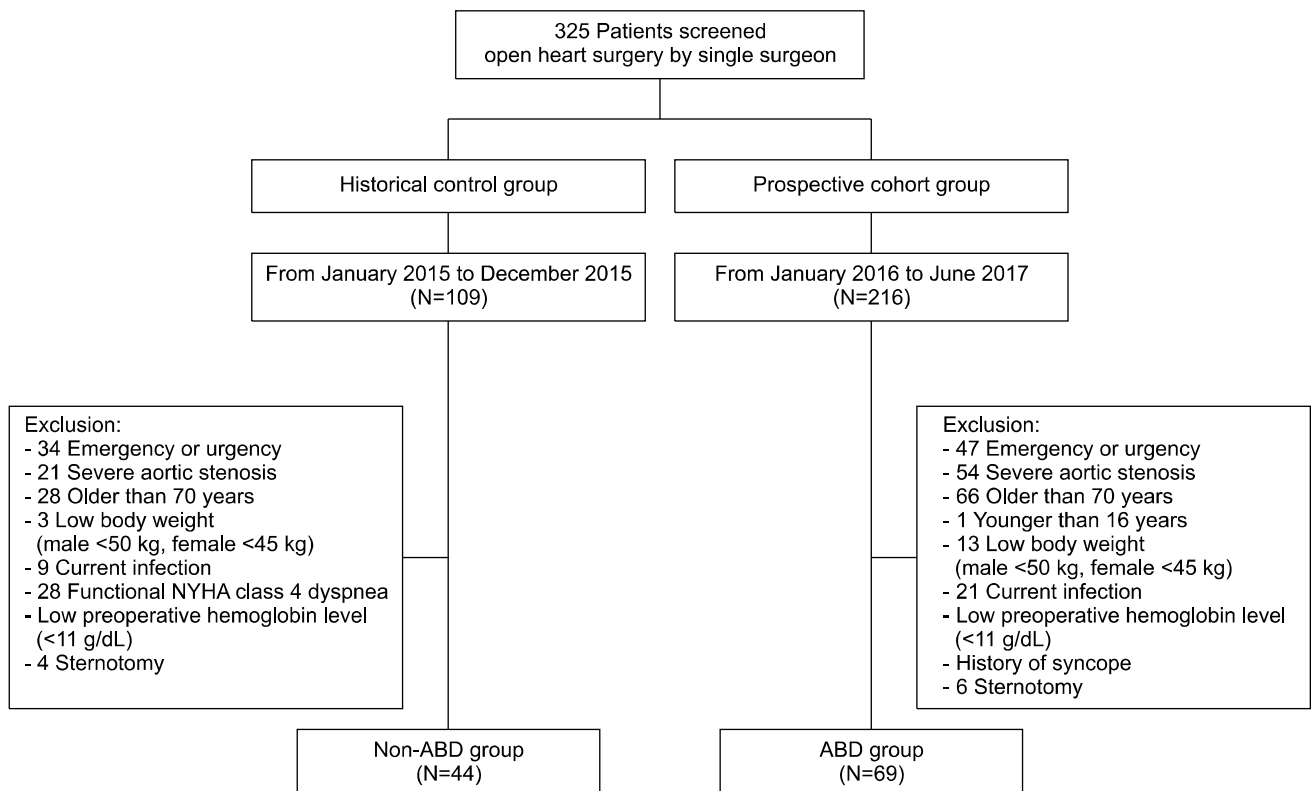 325 Patients screened
open heart surgery by single surgeon
Historical control group
Prospective cohort group
From January 2015 to December 2015
(N=109)
From January 2016 to June 2017
(N=216)
Exclusion:
- 34 Emergency or urgency
- 21 Severe aortic stenosis
- 28 Older than 70 years
- 3 Low body weight
(male <50 kg, female <45 kg)
- 9 Current infection
- 28 Functional NYHA class 4 dyspnea
- Low preoperative hemoglobin level
(<11 g/dL)
- 4 Sternotomy
Exclusion:
- 47 Emergency or urgency
- 54 Severe aortic stenosis
- 66 Older than 70 years
- 1 Younger than 16 years
- 13 Low body weight
(male <50 kg, female <45 kg)
- 21 Current infection
- Low preoperative hemoglobin level
(<11 g/dL)
- History of syncope
- 6 Sternotomy
Non-ABD group
(N=44)
ABD group
(N=69)